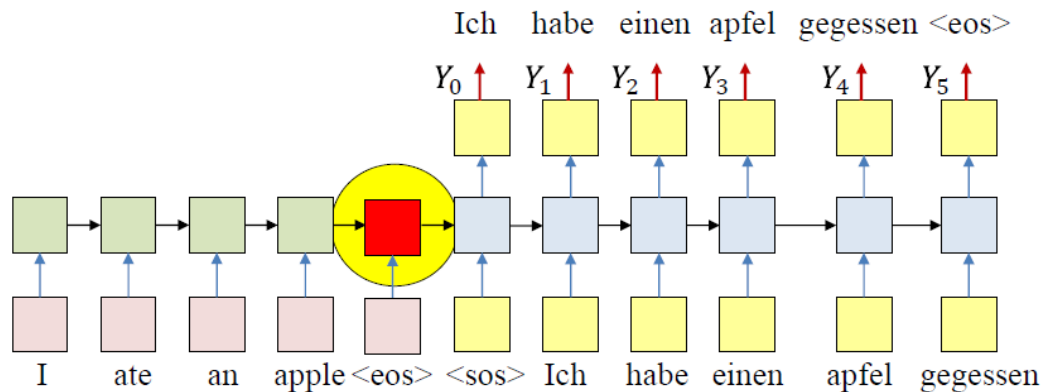 Ich habe einen apfel gegessen <eos>
Y₀ Y₁ Y₂ Y₃ Y₄ Y₅
I ate an apple <eos> <sos> Ich habe einen apfel gegessen